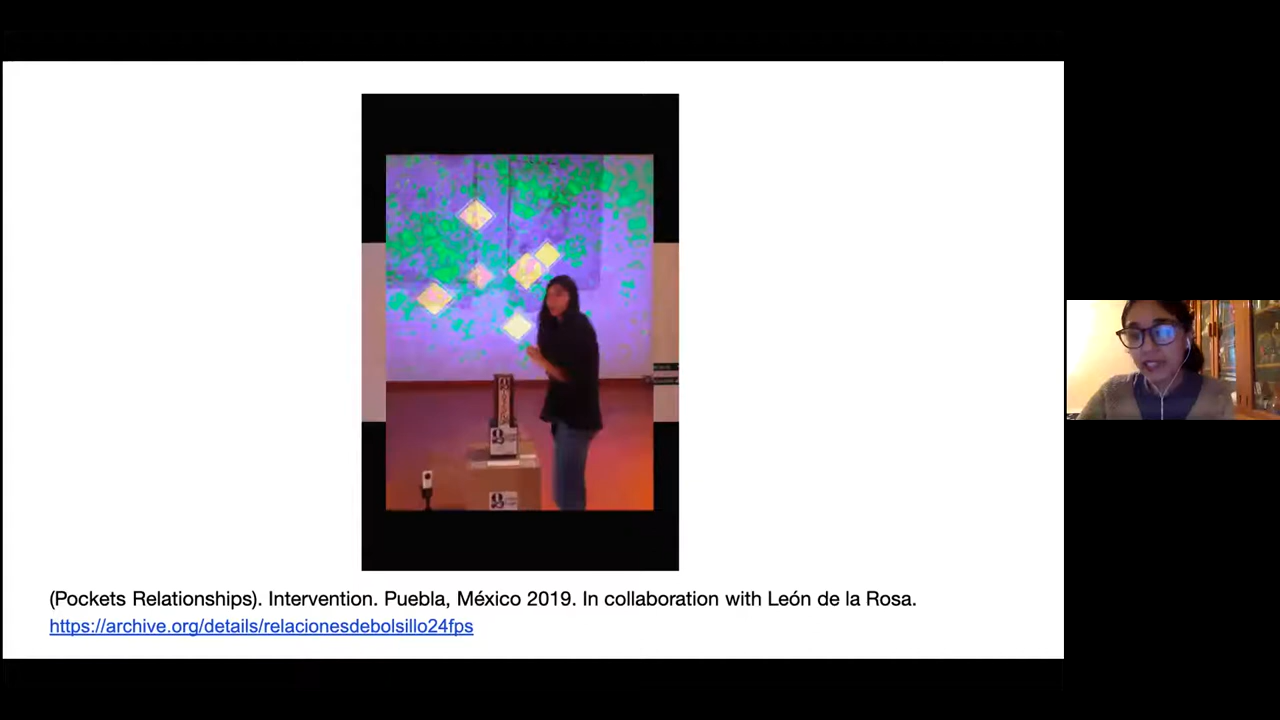 (Pockets Relationships). Intervention. Puebla, México 2019. In collaboration with León de la Rosa.
https://archive.org/details/relacionesdebolsillo24fps